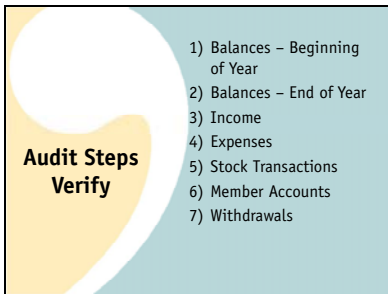 Audit Steps
Verify
1) Balances – Beginning
of Year
2) Balances – End of Year
3) Income
4) Expenses
5) Stock Transactions
6) Member Accounts
7) Withdrawals